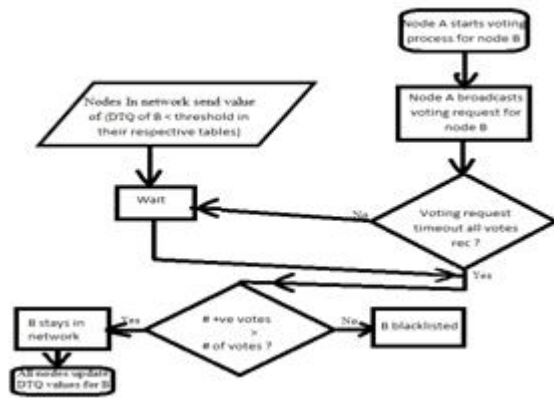 Node A starts voting
process for node B
Node A broadcasts
voting request for
node B
Nodes In network send value
of (DTQ of B < threshold in
their respective tables)
Wait
No
Voting request
timeout all votes
rec ?
Yes
# +ve votes
>
# of votes ?
Yes
No
B stays in
network
B blacklisted
All nodes update
DTQ values for B